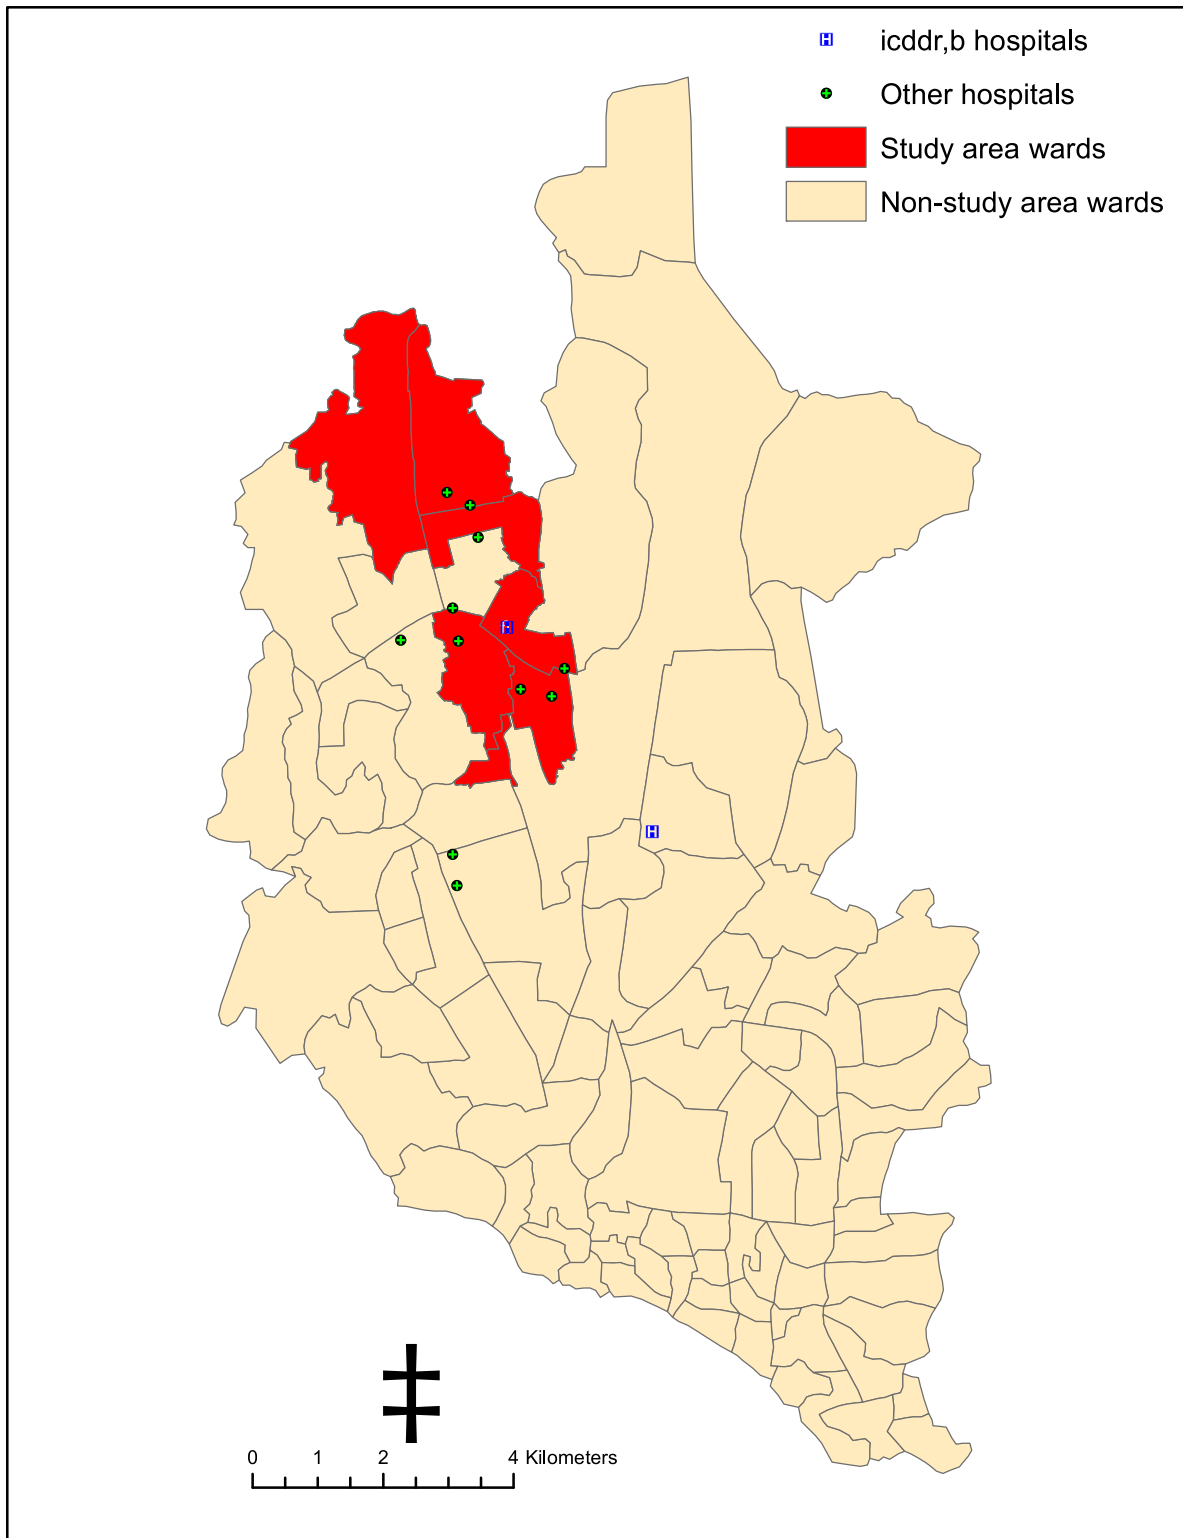 icddr,b hospitals
Other hospitals
Study area wards
Non-study area wards
0 1 2 4 Kilometers